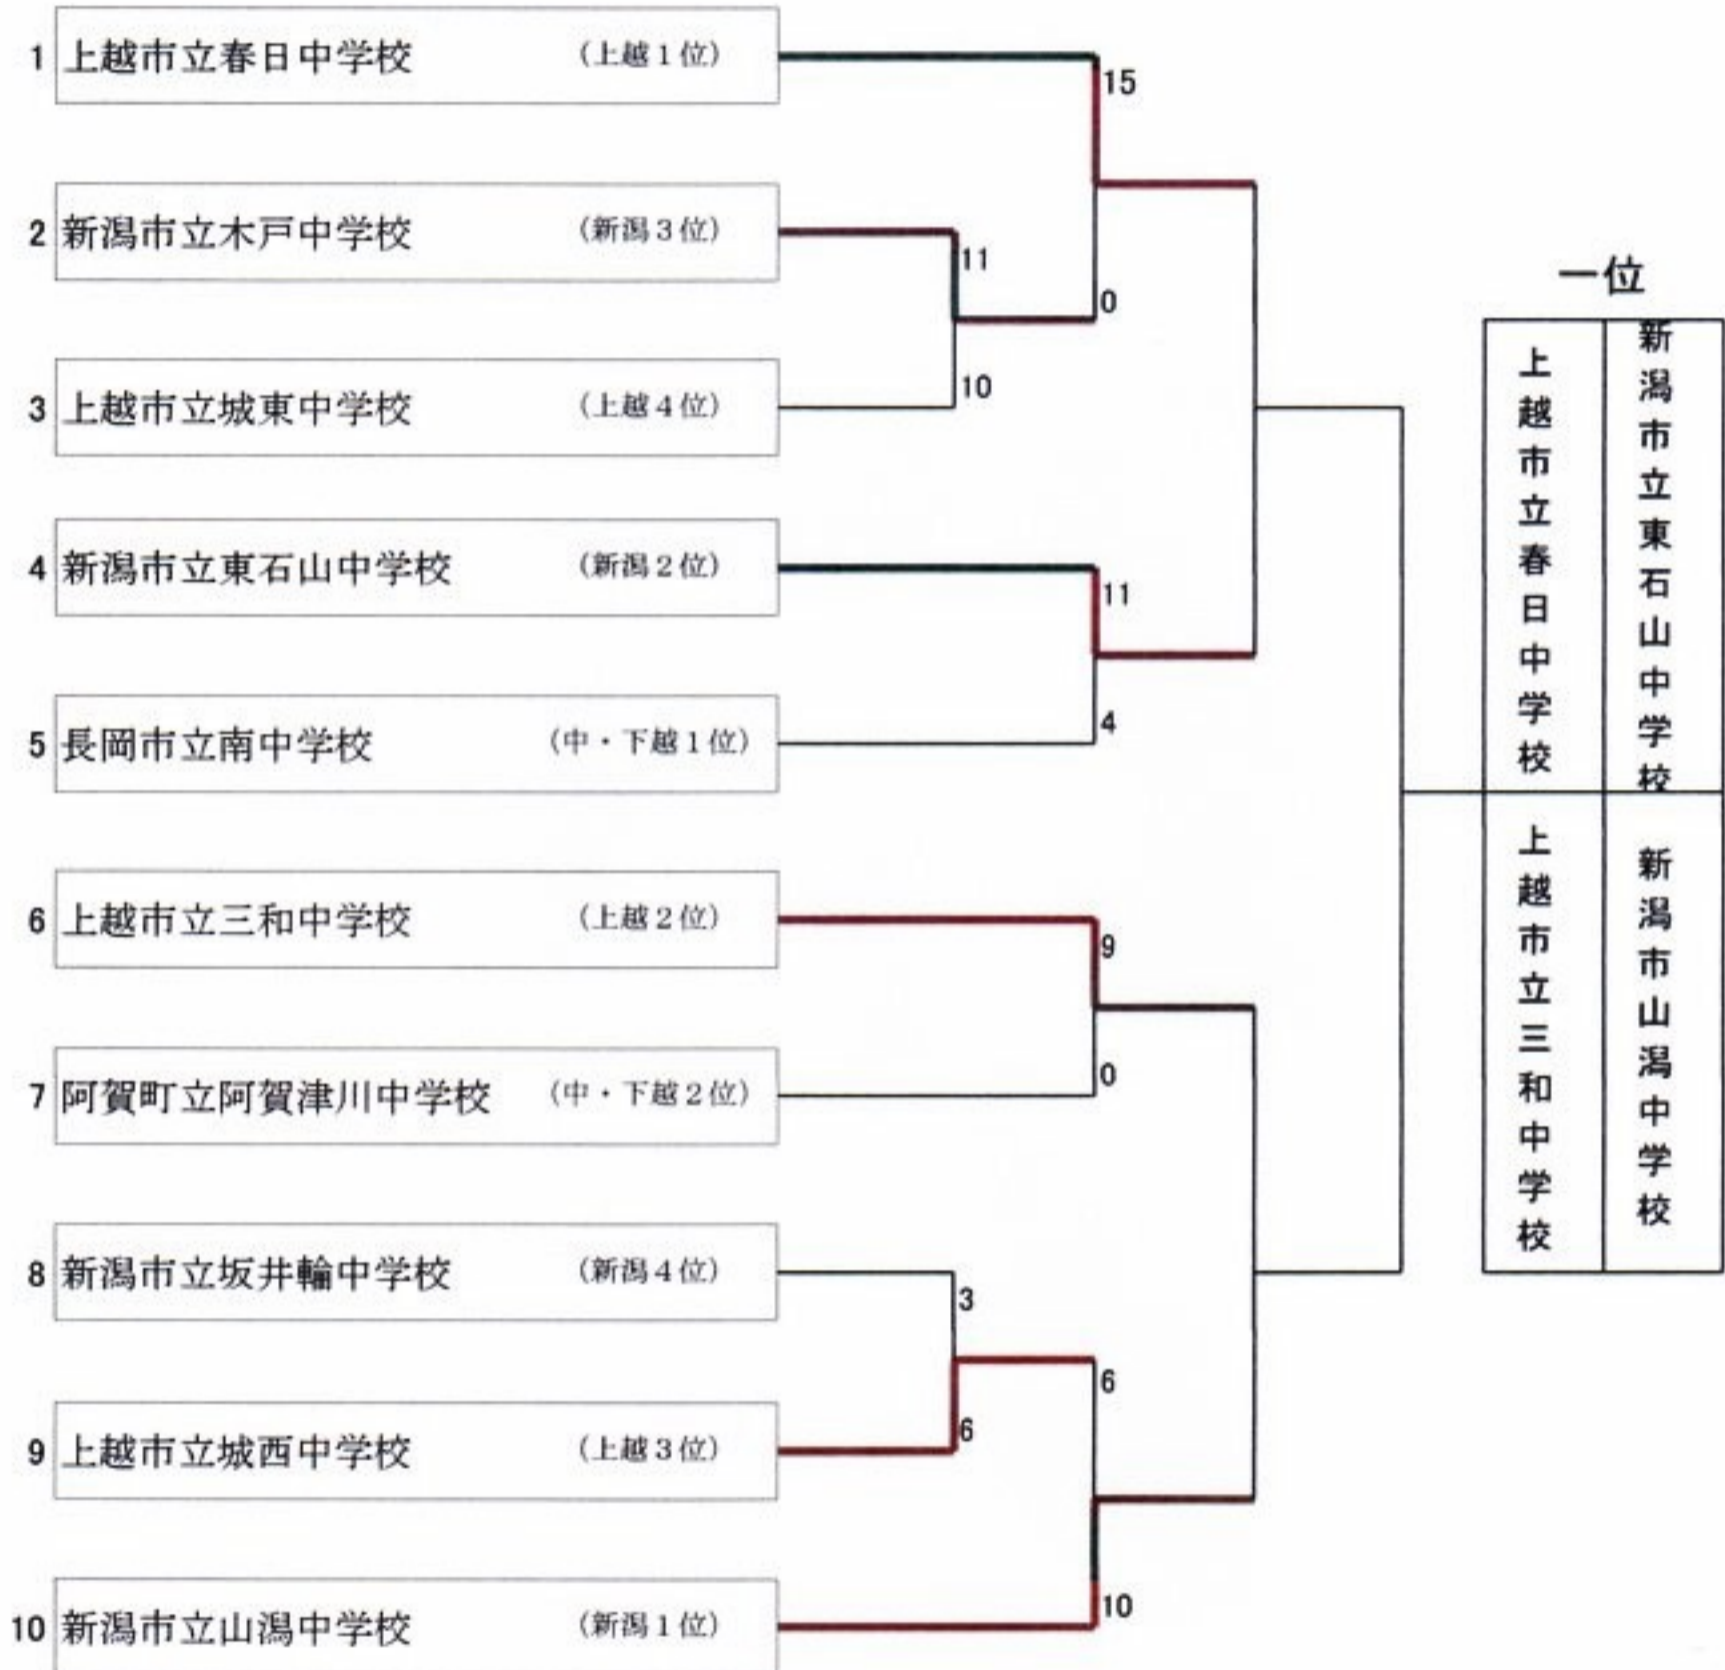 1 上越市立春日中学校 (上越1位)
15
2 新潟市立木戸中学校 (新潟3位)
11
0
3 上越市立城東中学校 (上越4位)
10
4 新潟市立東石山中学校 (新潟2位)
11
5 長岡市立南中学校 (中・下越1位)
4
6 上越市立三和中学校 (上越2位)
9
7 阿賀町立阿賀津川中学校 (中・下越2位)
0
8 新潟市立坂井輪中学校 (新潟4位)
3
6
9 上越市立城西中学校 (上越3位)
6
10 新潟市立山潟中学校 (新潟1位)
10
一位
新潟市立東石山中学校
上越市立春日中学校
新潟市山潟中学校
上越市立三和中学校